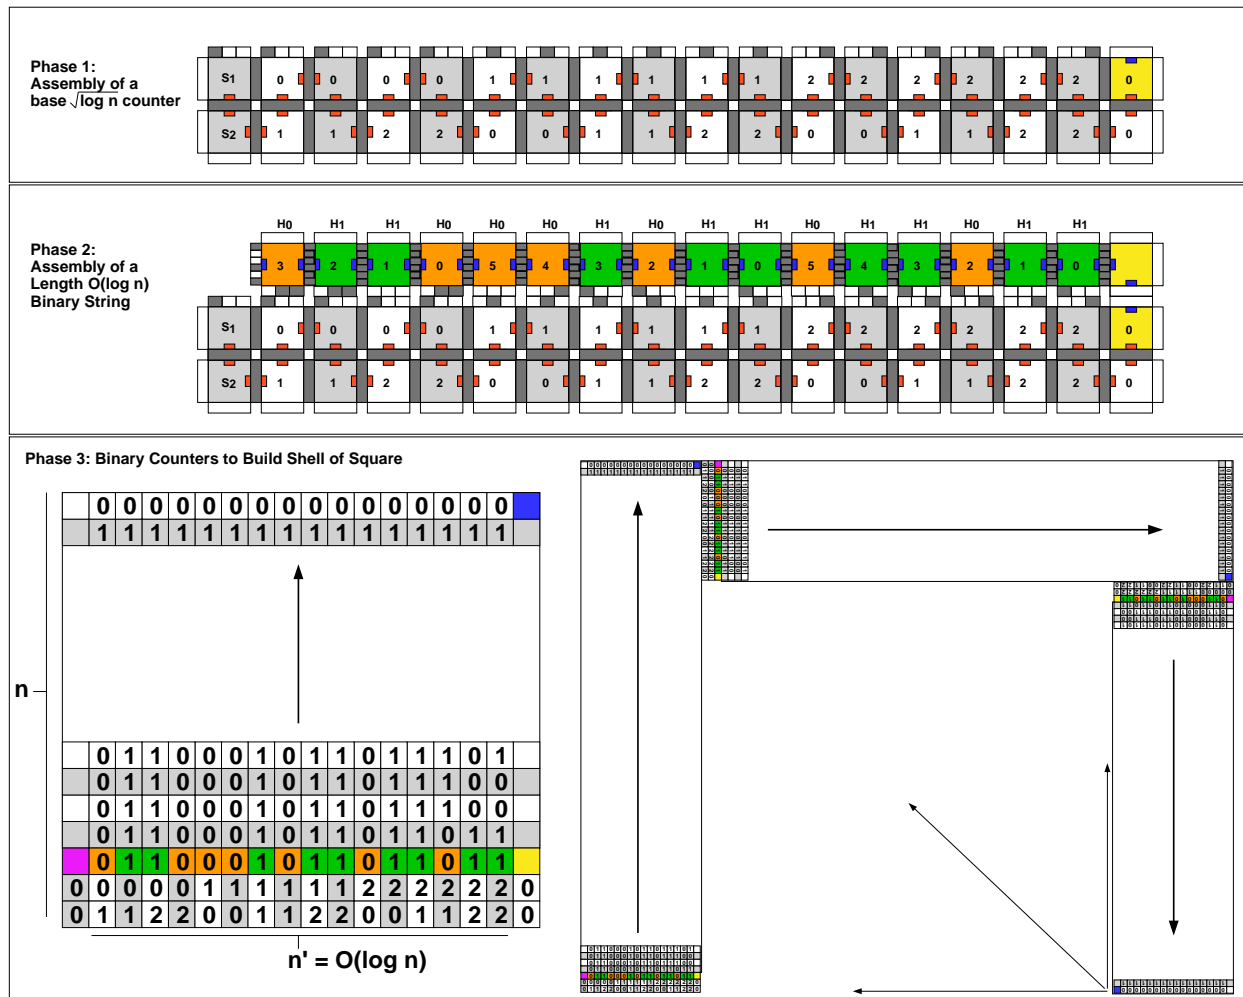 Phase 1:
Assembly of a
base √log n counter
S1 0 0 0 0 1 1 1 1 1 1 2 2 2 2 2 2 0
S2 1 1 2 2 0 0 1 1 2 2 0 0 1 1 2 2 0
Phase 2:
Assembly of a
Length O(log n)
Binary String
H0 H1 H1 H0 H0 H0 H1 H0 H1 H1 H0 H1 H1 H0 H1 H1
3 2 1 0 5 4 3 2 1 0 5 4 3 2 1 0
S1 0 0 0 0 1 1 1 1 1 1 2 2 2 2 2 2 0
S2 1 1 2 2 0 0 1 1 2 2 0 0 1 1 2 2 0
Phase 3: Binary Counters to Build Shell of Square
0 0 0 0 0 0 0 0 0 0 0 0 0 0 0 0
1 1 1 1 1 1 1 1 1 1 1 1 1 1 1 1
n
0 1 1 0 0 0 1 0 1 1 0 1 1 1 0 1
0 1 1 0 0 0 1 0 1 1 0 1 1 1 0 0
0 1 1 0 0 0 1 0 1 1 0 1 1 1 0 0
0 1 1 0 0 0 1 0 1 1 0 1 1 0 1 1
0 1 1 0 0 0 1 0 1 1 0 1 1 0 1 1
0 0 0 0 0 1 1 1 1 1 1 2 2 2 2 2 2 0
0 1 1 2 2 0 0 1 1 2 2 0 0 1 1 2 2 0
n' = O(log n)